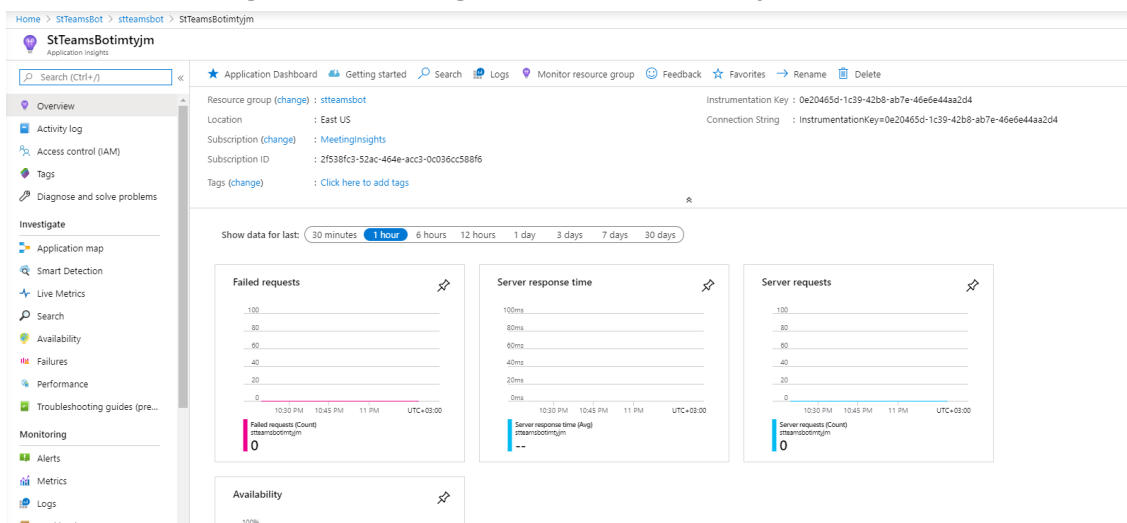 Home > StTeamsBot > stteamsbot > StTeamsBotimtyjm
StTeamsBotimtyjm
Application Insights
Search (Ctrl+/)
«
Overview
Activity log
Access control (IAM)
Tags
Diagnose and solve problems
Investigate
Application map
Smart Detection
Live Metrics
Search
Availability
Failures
Performance
Troubleshooting guides (pre...
Monitoring
Alerts
Metrics
Logs
Application Dashboard Getting started Search Logs Monitor resource group Feedback Favorites Rename Delete
Resource group (change) : stteamsbot
Location : East US
Subscription (change) : MeetingInsights
Subscription ID : 2f538fc3-52ac-464e-acc3-0c036cc588f6
Tags (change) : Click here to add tags
Instrumentation Key : 0e20465d-1c39-42b8-ab7e-46e6e44aa2d4
Connection String : InstrumentationKey=0e20465d-1c39-42b8-ab7e-46e6e44aa2d4
Show data for last: 30 minutes 1 hour 6 hours 12 hours 1 day 3 days 7 days 30 days
Failed requests
100
80
60
40
20
0
10:30 PM 10:45 PM 11 PM UTC+03:00
Failed requests (Count)
stteamsbotimtyjm
0
Server response time
100ms
80ms
60ms
40ms
20ms
0ms
10:30 PM 10:45 PM 11 PM UTC+03:00
Server response time (Avg)
stteamsbotimtyjm
--
Server requests
100
80
60
40
20
0
10:30 PM 10:45 PM 11 PM UTC+03:00
Server requests (Count)
stteamsbotimtyjm
0
Availability
100%